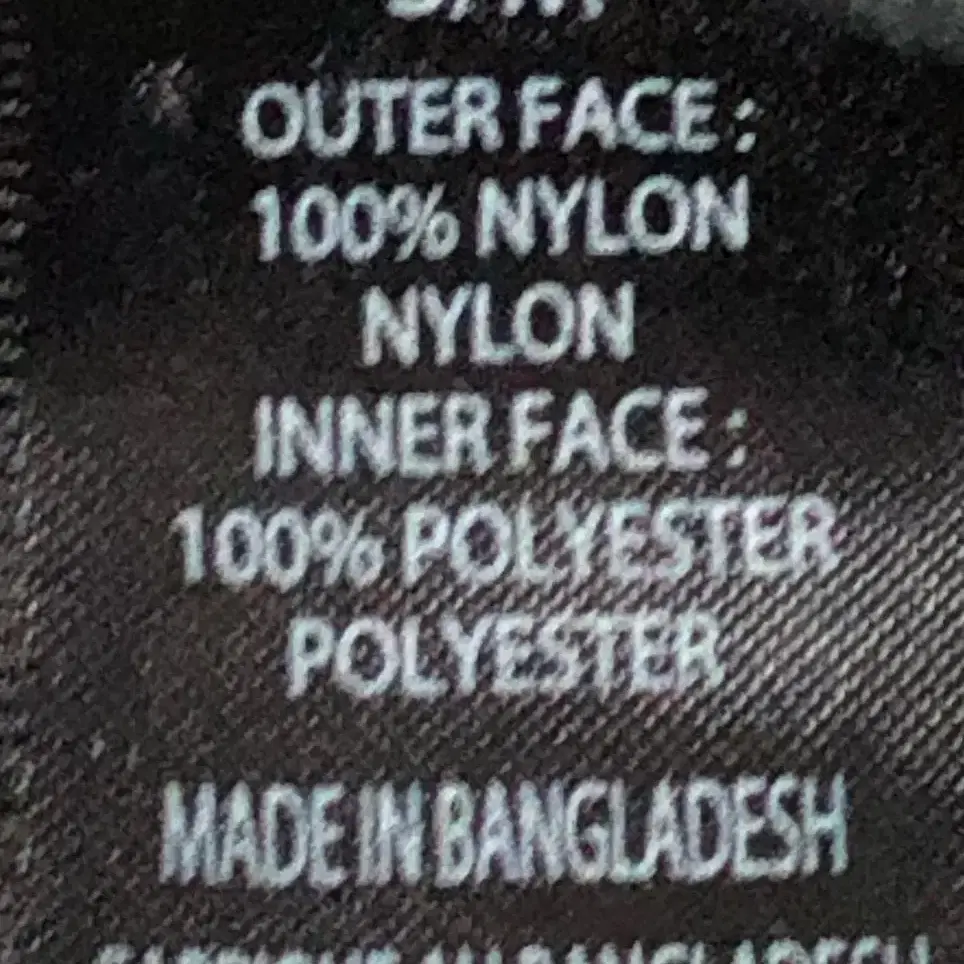 OUTER FACE :
100% NYLON
NYLON
INNER FACE :
100% POLYESTER
POLYESTER
MADE IN BANGLADESH